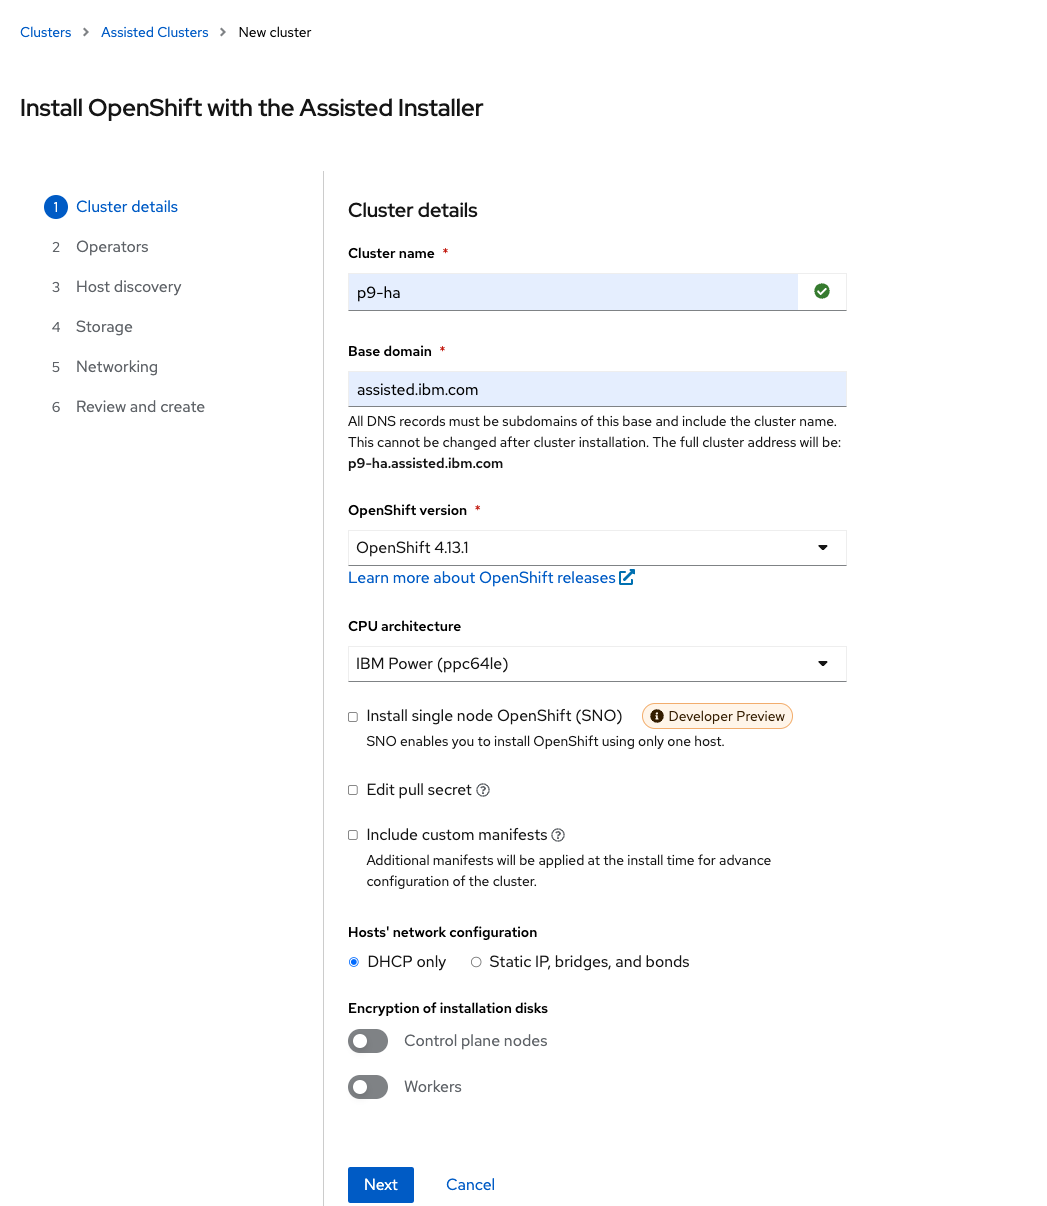 Clusters > Assisted Clusters > New cluster
Install OpenShift with the Assisted Installer
1 Cluster details
2 Operators
3 Host discovery
4 Storage
5 Networking
6 Review and create
Cluster details
Cluster name *
p9-ha
Base domain *
assisted.ibm.com
All DNS records must be subdomains of this base and include the cluster name.
This cannot be changed after cluster installation. The full cluster address will be:
p9-ha.assisted.ibm.com
OpenShift version *
OpenShift 4.13.1
Learn more about OpenShift releases
CPU architecture
IBM Power (ppc64le)
Install single node OpenShift (SNO) Developer Preview
SNO enables you to install OpenShift using only one host.
Edit pull secret
Include custom manifests
Additional manifests will be applied at the install time for advance
configuration of the cluster.
Hosts' network configuration
DHCP only Static IP, bridges, and bonds
Encryption of installation disks
Control plane nodes
Workers
Next Cancel